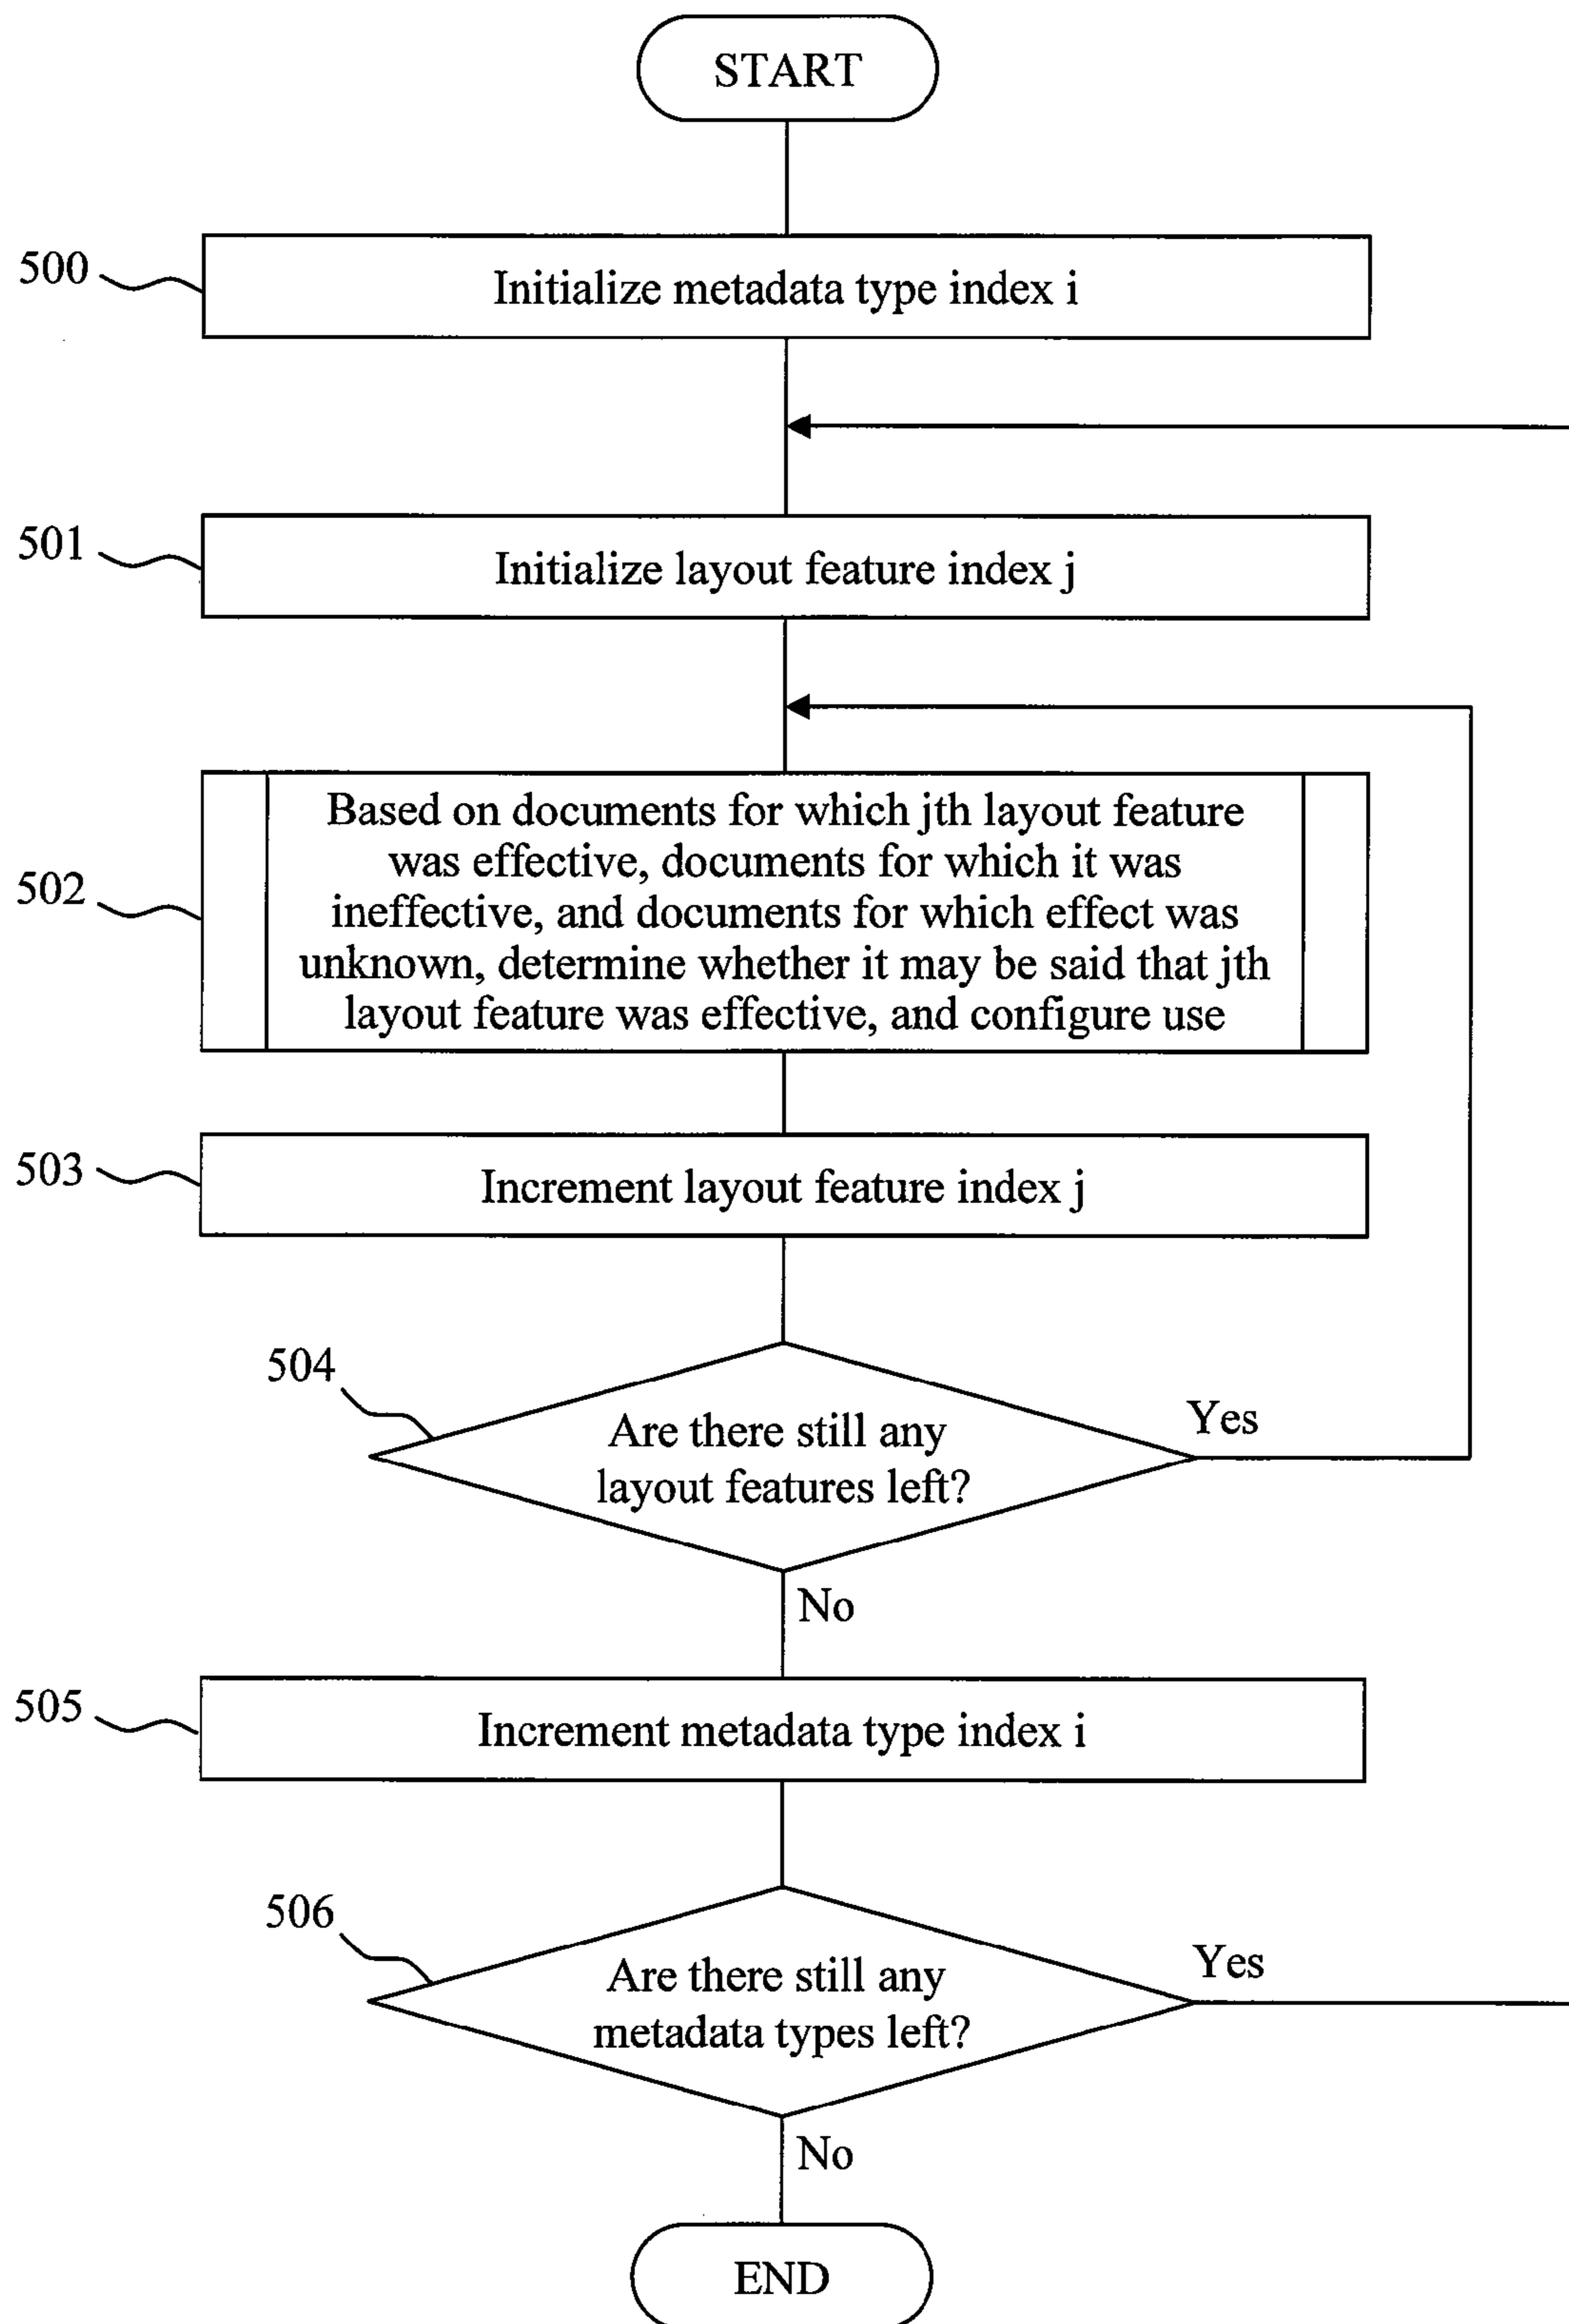 START
500
Initialize metadata type index i
501
Initialize layout feature index j
502
Based on documents for which jth layout feature
was effective, documents for which it was
ineffective, and documents for which effect was
unknown, determine whether it may be said that jth
layout feature was effective, and configure use
503
Increment layout feature index j
504
Are there still any
layout features left?
Yes
No
505
Increment metadata type index i
506
Are there still any
metadata types left?
Yes
No
END